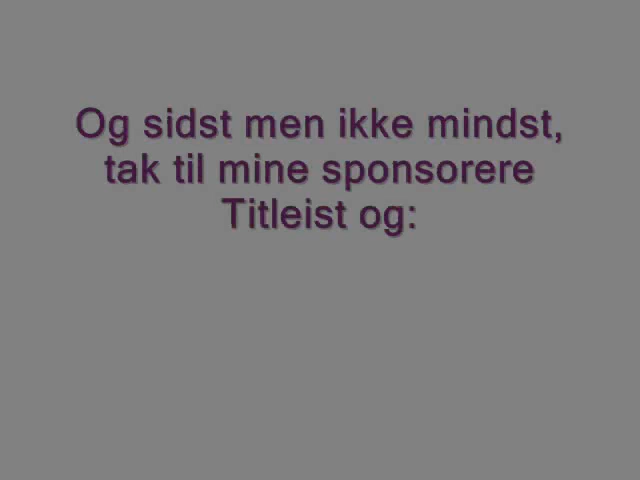 Og sidst men ikke mindst,
tak til mine sponsorere
Titleist og: